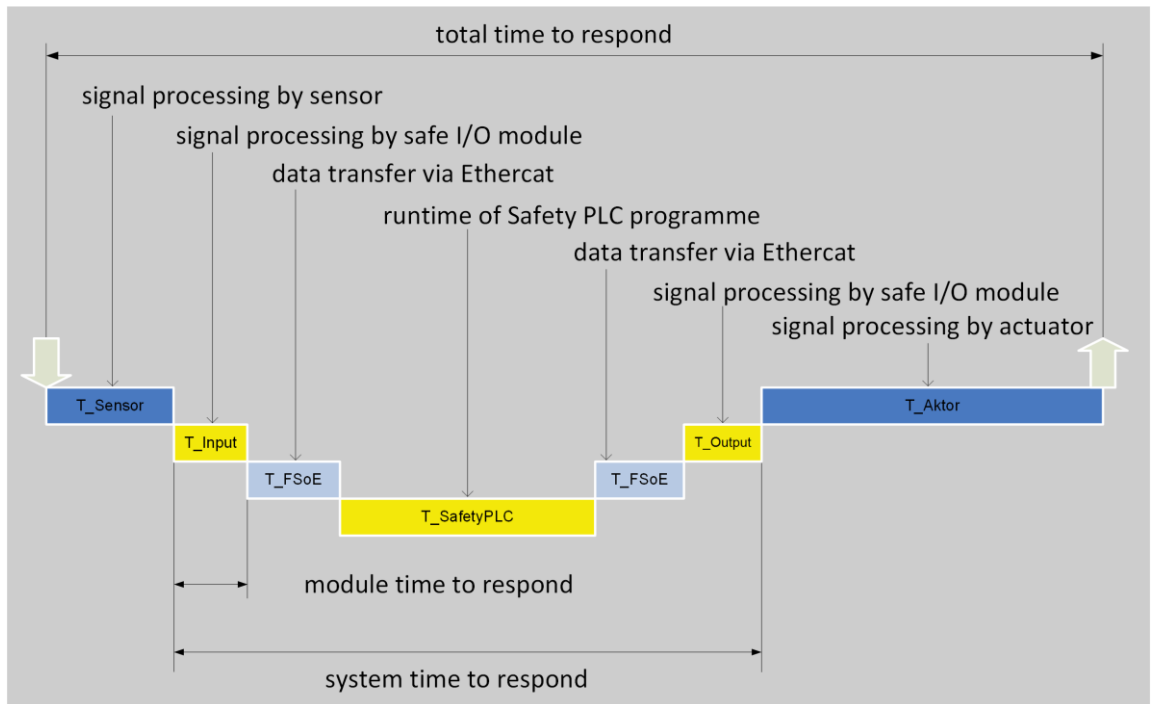 total time to respond
signal processing by sensor
signal processing by safe I/O module
data transfer via Ethercat
runtime of Safety PLC programme
data transfer via Ethercat
signal processing by safe I/O module
signal processing by actuator
T_Sensor
T_Aktor
T_Input
T_Output
T_FSoE
T_FSoE
T_SafetyPLC
module time to respond
system time to respond